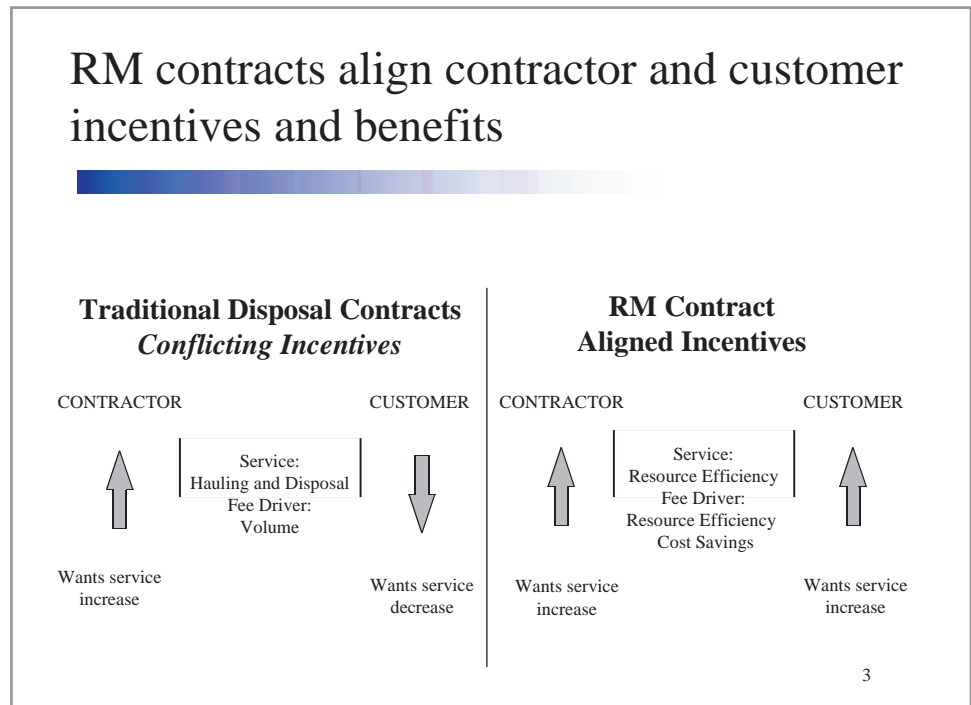 RM contracts align contractor and customer
incentives and benefits
Traditional Disposal Contracts
Conflicting Incentives
CONTRACTOR
CUSTOMER
Service:
Hauling and Disposal
Fee Driver:
Volume
Wants service
increase
Wants service
decrease
RM Contract
Aligned Incentives
CONTRACTOR
CUSTOMER
Service:
Resource Efficiency
Fee Driver:
Resource Efficiency
Cost Savings
Wants service
increase
Wants service
increase
3